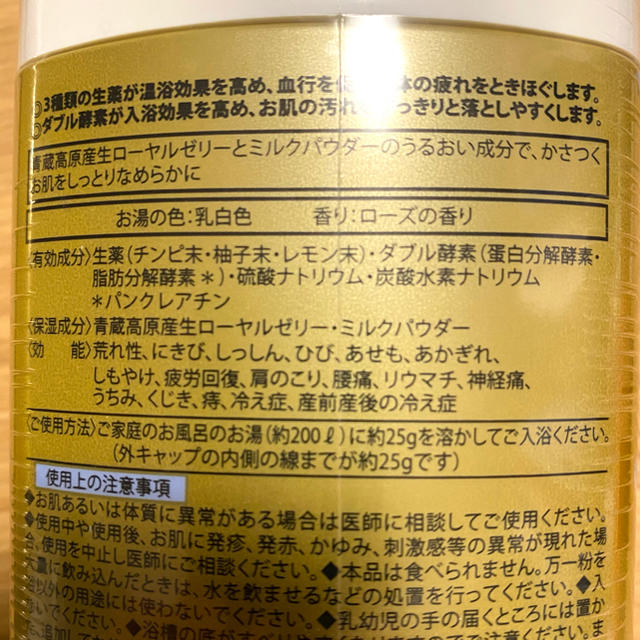 ◎3種類の生薬が温浴効果を高め、血行を促 体の疲れをときほぐします。
◎ダブル酵素が入浴効果を高め、お肌の汚れ っきりと落としやすくします。
青蔵高原産生ローヤルゼリーとミルクパウダーのうるおい成分で、かさつく
お肌をしっとりなめらかに
お湯の色：乳白色 香り：ローズの香り
〈有効成分〉生薬（チンピ末・柚子末・レモン末）・ダブル酵素（蛋白分解酵素・
脂肪分解酵素＊）・硫酸ナトリウム・炭酸水素ナトリウム
＊パンクレアチン
〈保湿成分〉青蔵高原産生ローヤルゼリー・ミルクパウダー
〈効 能〉荒れ性、にきび、しっしん、ひび、あせも、あかぎれ、
しもやけ、疲労回復、肩のこり、腰痛、リウマチ、神経痛、
うちみ、くじき、痔、冷え症、産前産後の冷え症
〈ご使用方法〉ご家庭のお風呂のお湯（約200ℓ）に約25gを溶かしてご入浴ください。
（外キャップの内側の線までが約25gです）
使用上の注意事項
◆お肌あるいは体質に異常がある場合は医師に相談してご使用ください。
◆使用中や使用後、お肌に発疹、発赤、かゆみ、刺激感等の異常が現れた場
合、使用を中止し医師にご相談ください。◆本品は食べられません。万一粉を
大量に飲み込んだときは、水を飲ませるなどの処置を行ってください。◆入
浴以外の用途には使わないでください。◆乳幼児の手の届くところには置か
ないでください。◆浴槽の底が